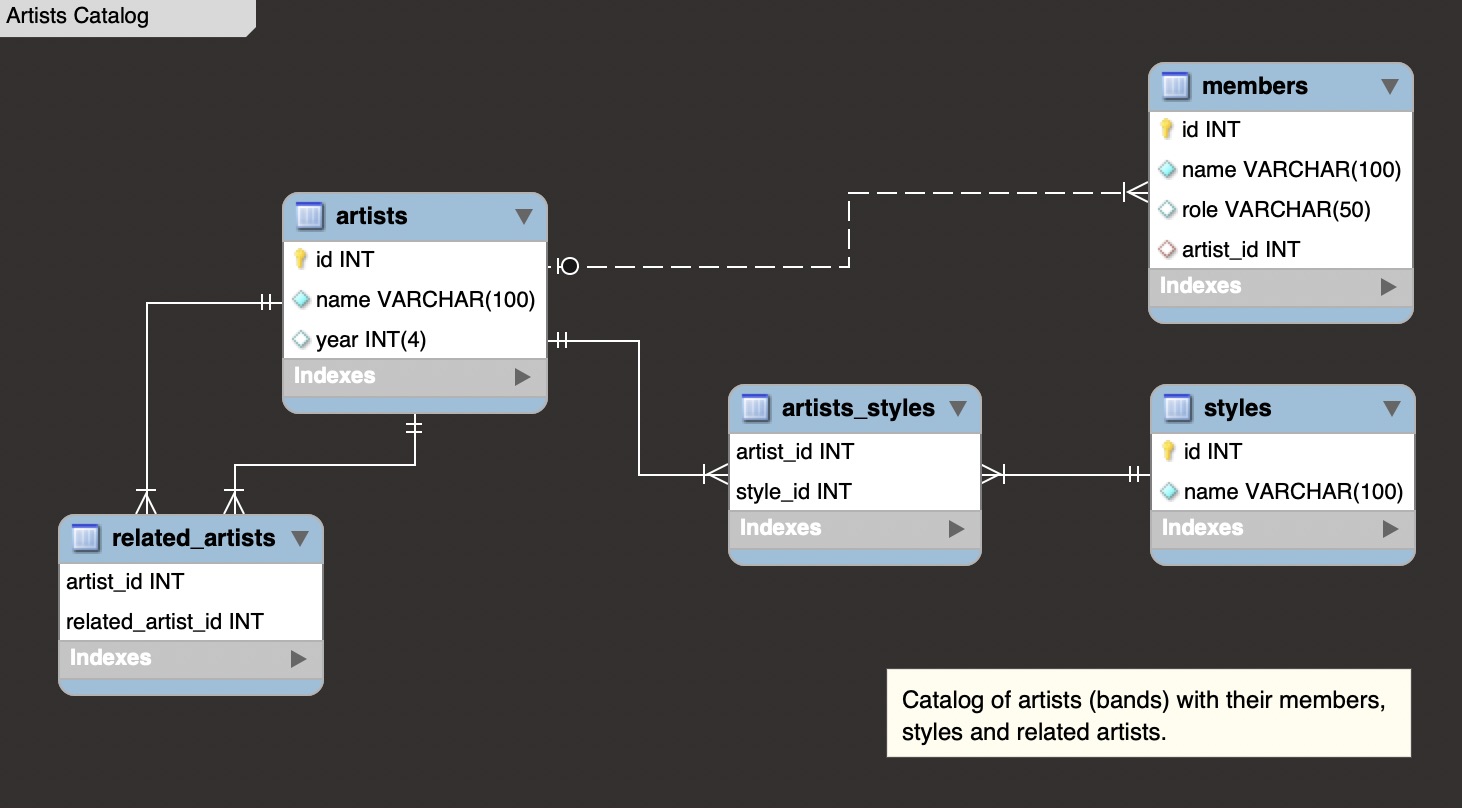 Artists Catalog
members
id INT
name VARCHAR(100)
role VARCHAR(50)
artist_id INT
Indexes
artists
id INT
name VARCHAR(100)
year INT(4)
Indexes
artists_styles
artist_id INT
style_id INT
Indexes
styles
id INT
name VARCHAR(100)
Indexes
related_artists
artist_id INT
related_artist_id INT
Indexes
Catalog of artists (bands) with their members,
styles and related artists.